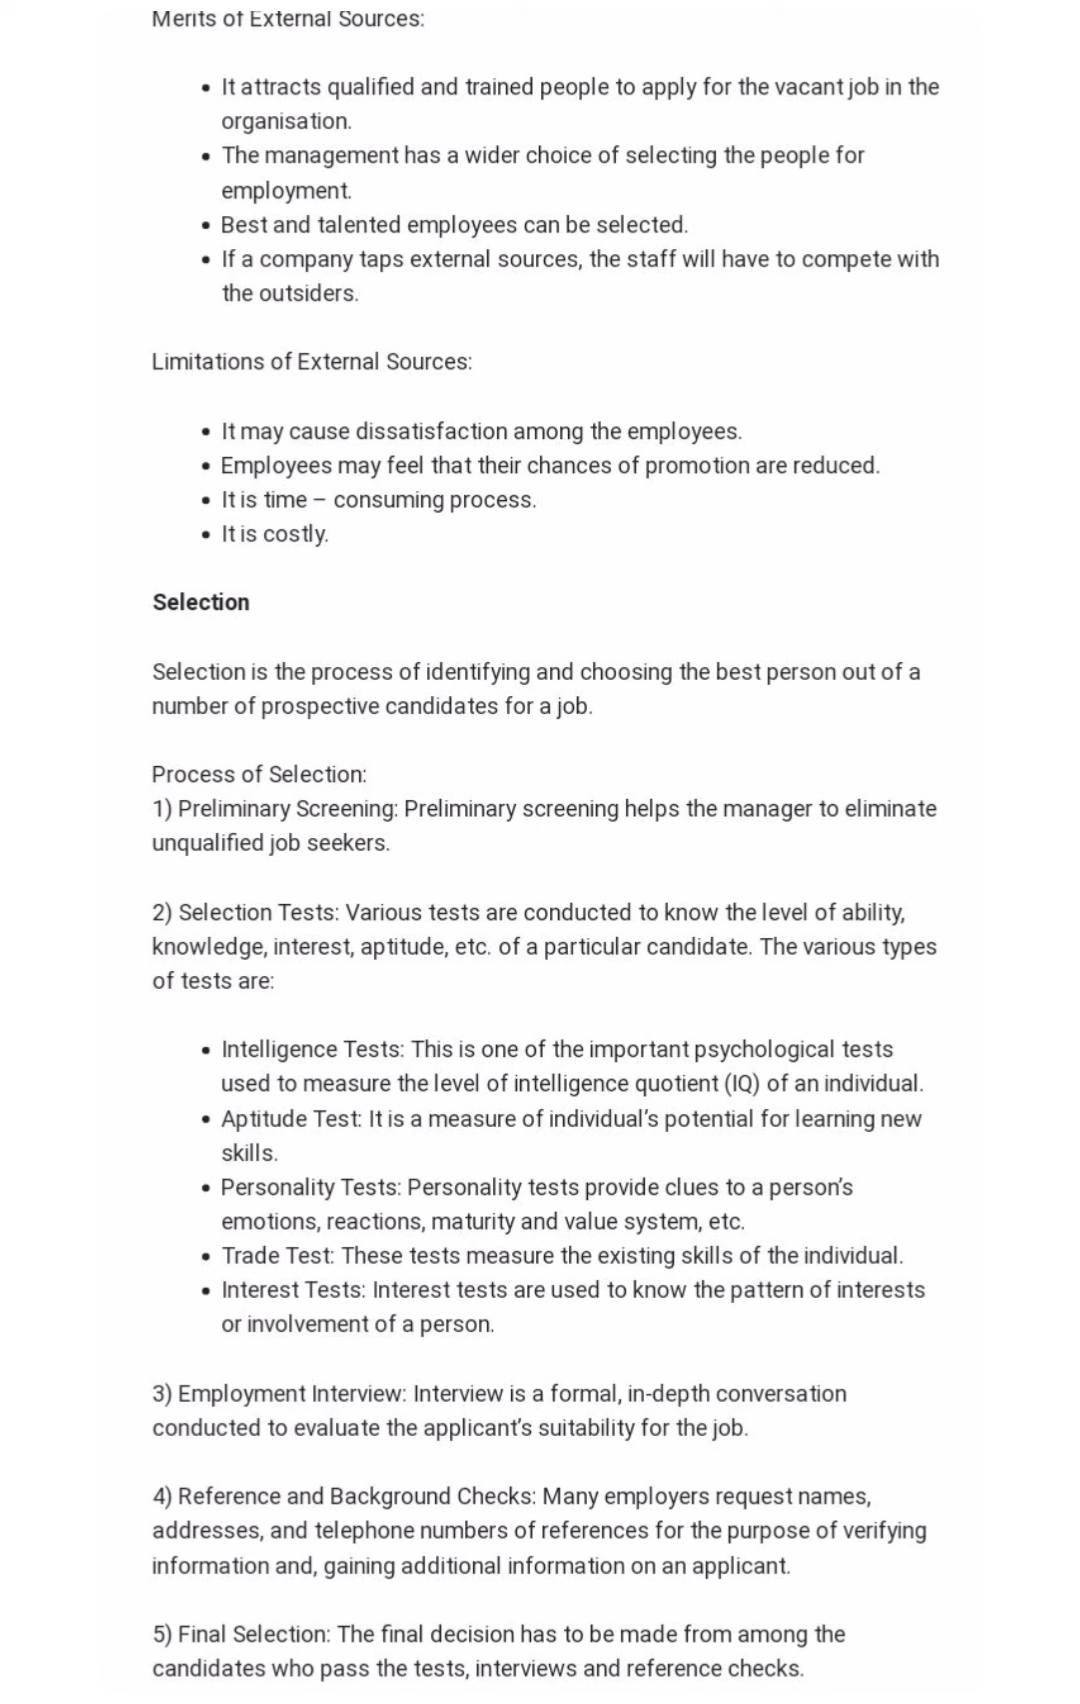 Merits of External Sources:
• It attracts qualified and trained people to apply for the vacant job in the
organisation.
• The management has a wider choice of selecting the people for
employment.
• Best and talented employees can be selected.
• If a company taps external sources, the staff will have to compete with
the outsiders.
Limitations of External Sources:
• It may cause dissatisfaction among the employees.
• Employees may feel that their chances of promotion are reduced.
• It is time – consuming process.
• It is costly.
Selection
Selection is the process of identifying and choosing the best person out of a
number of prospective candidates for a job.
Process of Selection:
1) Preliminary Screening: Preliminary screening helps the manager to eliminate
unqualified job seekers.
2) Selection Tests: Various tests are conducted to know the level of ability,
knowledge, interest, aptitude, etc. of a particular candidate. The various types
of tests are:
• Intelligence Tests: This is one of the important psychological tests
used to measure the level of intelligence quotient (IQ) of an individual.
• Aptitude Test: It is a measure of individual’s potential for learning new
skills.
• Personality Tests: Personality tests provide clues to a person’s
emotions, reactions, maturity and value system, etc.
• Trade Test: These tests measure the existing skills of the individual.
• Interest Tests: Interest tests are used to know the pattern of interests
or involvement of a person.
3) Employment Interview: Interview is a formal, in-depth conversation
conducted to evaluate the applicant’s suitability for the job.
4) Reference and Background Checks: Many employers request names,
addresses, and telephone numbers of references for the purpose of verifying
information and, gaining additional information on an applicant.
5) Final Selection: The final decision has to be made from among the
candidates who pass the tests, interviews and reference checks.